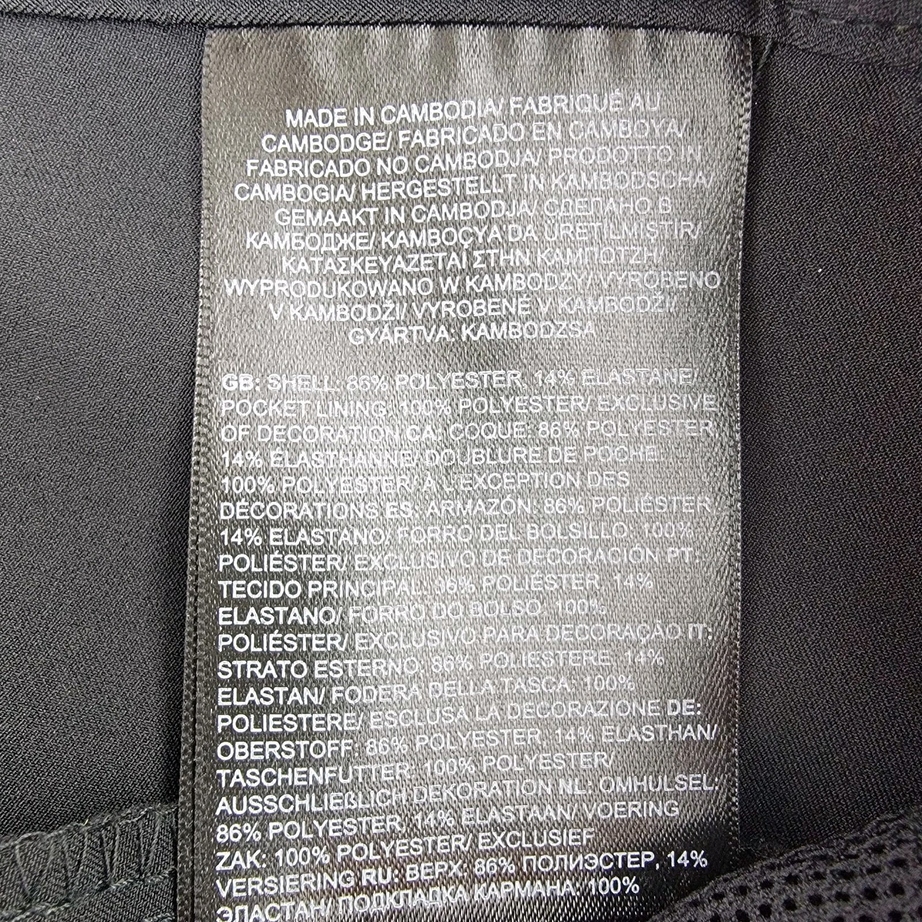 MADE IN CAMBODIA/ FABRIQUÉ AU
CAMBODGE/ FABRICADO EN CAMBOYA/
FABRICADO NO CAMBODJA/ PRODOTTO IN
CAMBOGIA/ HERGESTELLT IN KAMBODSCHA/
GEMAAKT IN CAMBODJA/ СДЕЛАНО В
КАМБОДЖЕ/ KAMBOÇYA'DA URETILMISTIR/
ΚΑΤΑΣΚΕΥΑΖΕΤΑΙ ΣΤΗΝ ΚΑΜΠΟΤΖΗ/
WYPRODUKOWANO W KAMBODZY/ VYROBENO
V KAMBODŽI/ VYROBENÉ V KAMBODŽI/
GYÁRTVA: KAMBODZSA
GB: SHELL: 86% POLYESTER, 14% ELASTANE/
POCKET LINING: 100% POLYESTER/ EXCLUSIVE
OF DECORATION CA: COQUE: 86% POLYESTER,
14% ÉLASTHANNE/ DOUBLURE DE POCHE:
100% POLYESTER/ À L'EXCEPTION DES
DÉCORATIONS ES: ARMAZÓN: 86% POLIÉSTER,
14% ELASTANO/ FORRO DEL BOLSILLO: 100%
POLIÉSTER/ EXCLUSIVO DE DECORACIÓN PT:
TECIDO PRINCIPAL: 86% POLIÉSTER, 14%
ELASTANO/ FORRO DO BOLSO: 100%
POLIÉSTER/ EXCLUSIVO PARA DECORAÇÃO IT:
STRATO ESTERNO: 86% POLIESTERE, 14%
ELASTAN/ FODERA DELLA TASCA: 100%
POLIESTERE/ ESCLUSA LA DECORAZIONE DE:
OBERSTOFF: 86% POLYESTER, 14% ELASTHAN/
TASCHENFUTTER: 100% POLYESTER/
AUSSCHLIEßLICH DEKORATION NL: OMHULSEL:
86% POLYESTER, 14% ELASTAAN/ VOERING
ZAK: 100% POLYESTER/ EXCLUSIEF
VERSIERING RU: ВЕРХ: 86% ПОЛИЭСТЕР, 14%
ЭЛАСТАН/ ПОДКЛАДКА КАРМАНА: 100%